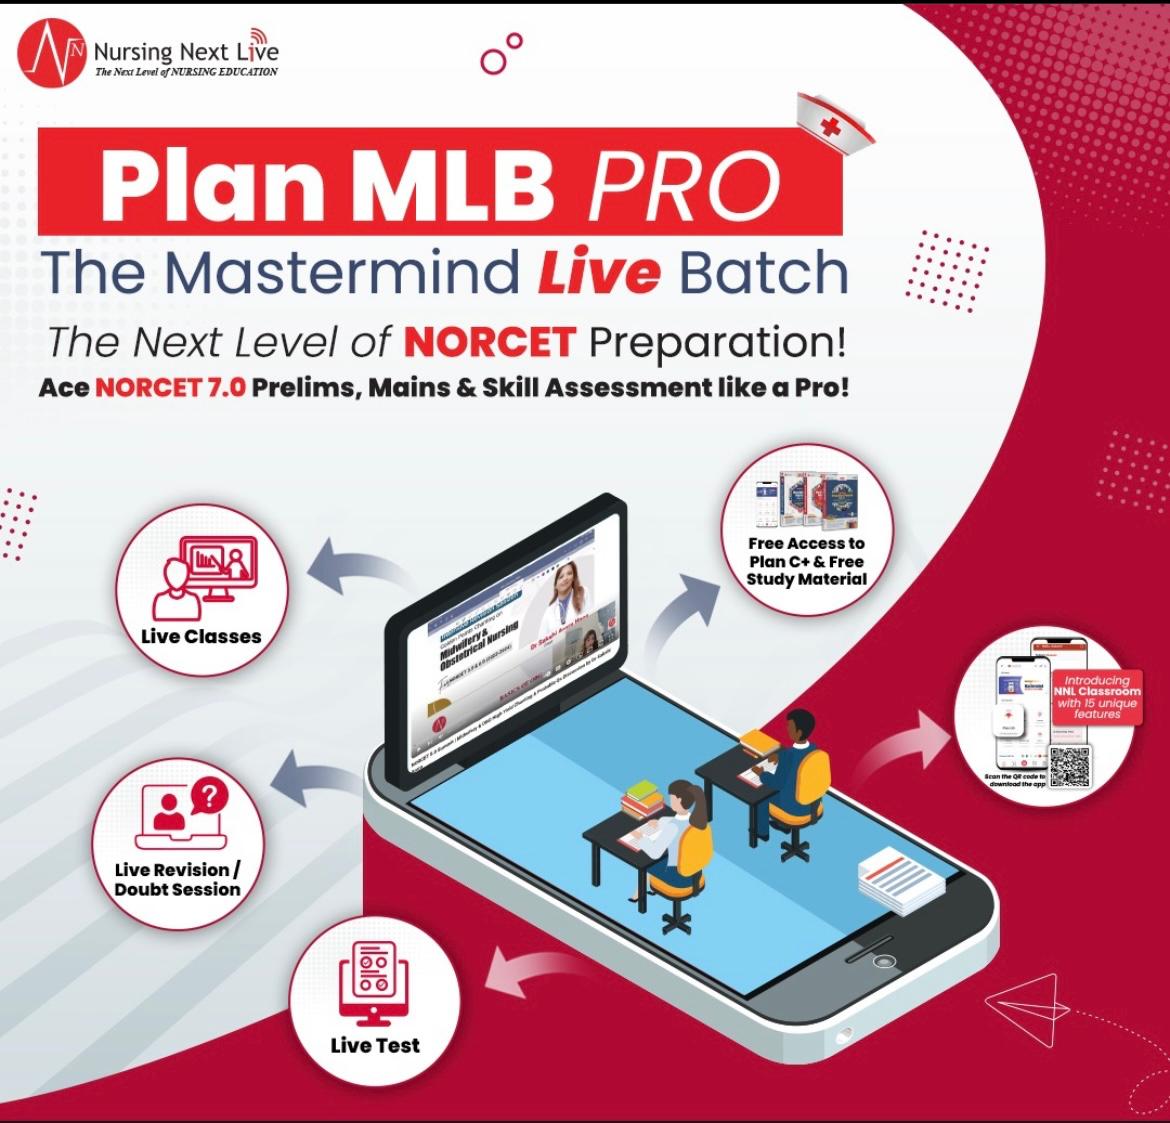 Nursing Next Live
The Next Level of NURSING EDUCATION
Plan MLB PRO
The Mastermind Live Batch
The Next Level of NORCET Preparation!
Ace NORCET 7.0 Prelims, Mains & Skill Assessment like a Pro!
Free Access to
Plan C+ & Free
Study Material
Live Classes
Midwifery &
Obstetrical Nursing
Introducing
NNL Classroom
with 15 unique
features
Scan the QR code to
download the app
Live Revision /
Doubt Session
Live Test